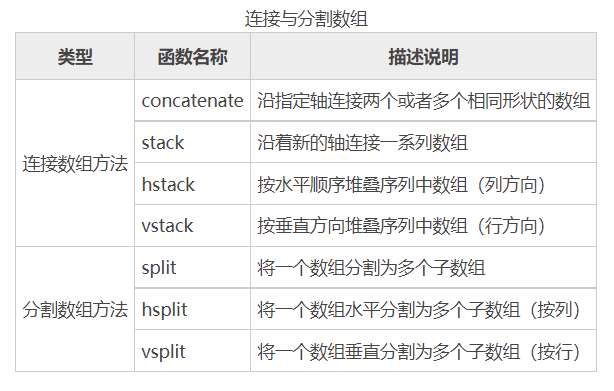 连接与分割数组
类型 函数名称 描述说明
连接数组方法 concatenate 沿指定轴连接两个或者多个相同形状的数组
stack 沿着新的轴连接一系列数组
hstack 按水平顺序堆叠序列中数组（列方向）
vstack 按垂直方向堆叠序列中数组（行方向）
分割数组方法 split 将一个数组分割为多个子数组
hsplit 将一个数组水平分割为多个子数组（按列）
vsplit 将一个数组垂直分割为多个子数组（按行）